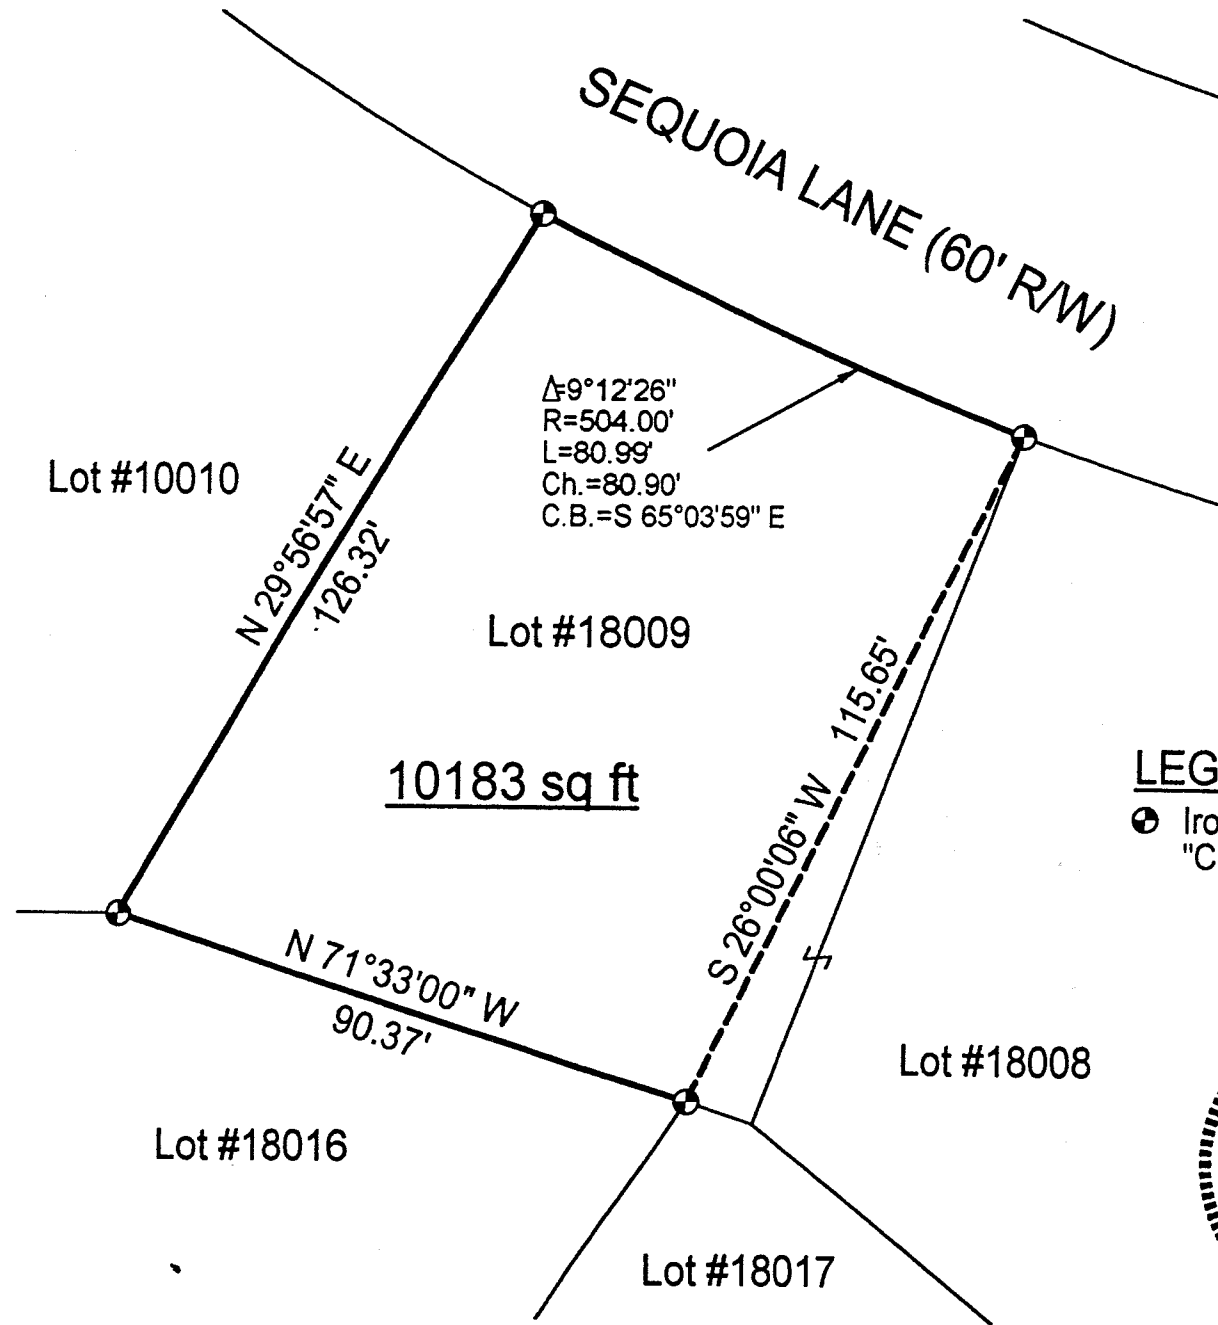 SEQUOIA LANE (60' R/W)
Δ=9°12'26"
R=504.00'
L=80.99'
Ch.=80.90'
C.B.=S 65°03'59" E
Lot #10010
N 29°56'57" E
126.32'
Lot #18009
115.65'
S 26°00'06" W
10183 sq ft
LEG
Iro
"C
N 71°33'00" W
90.37'
Lot #18008
Lot #18016
Lot #18017